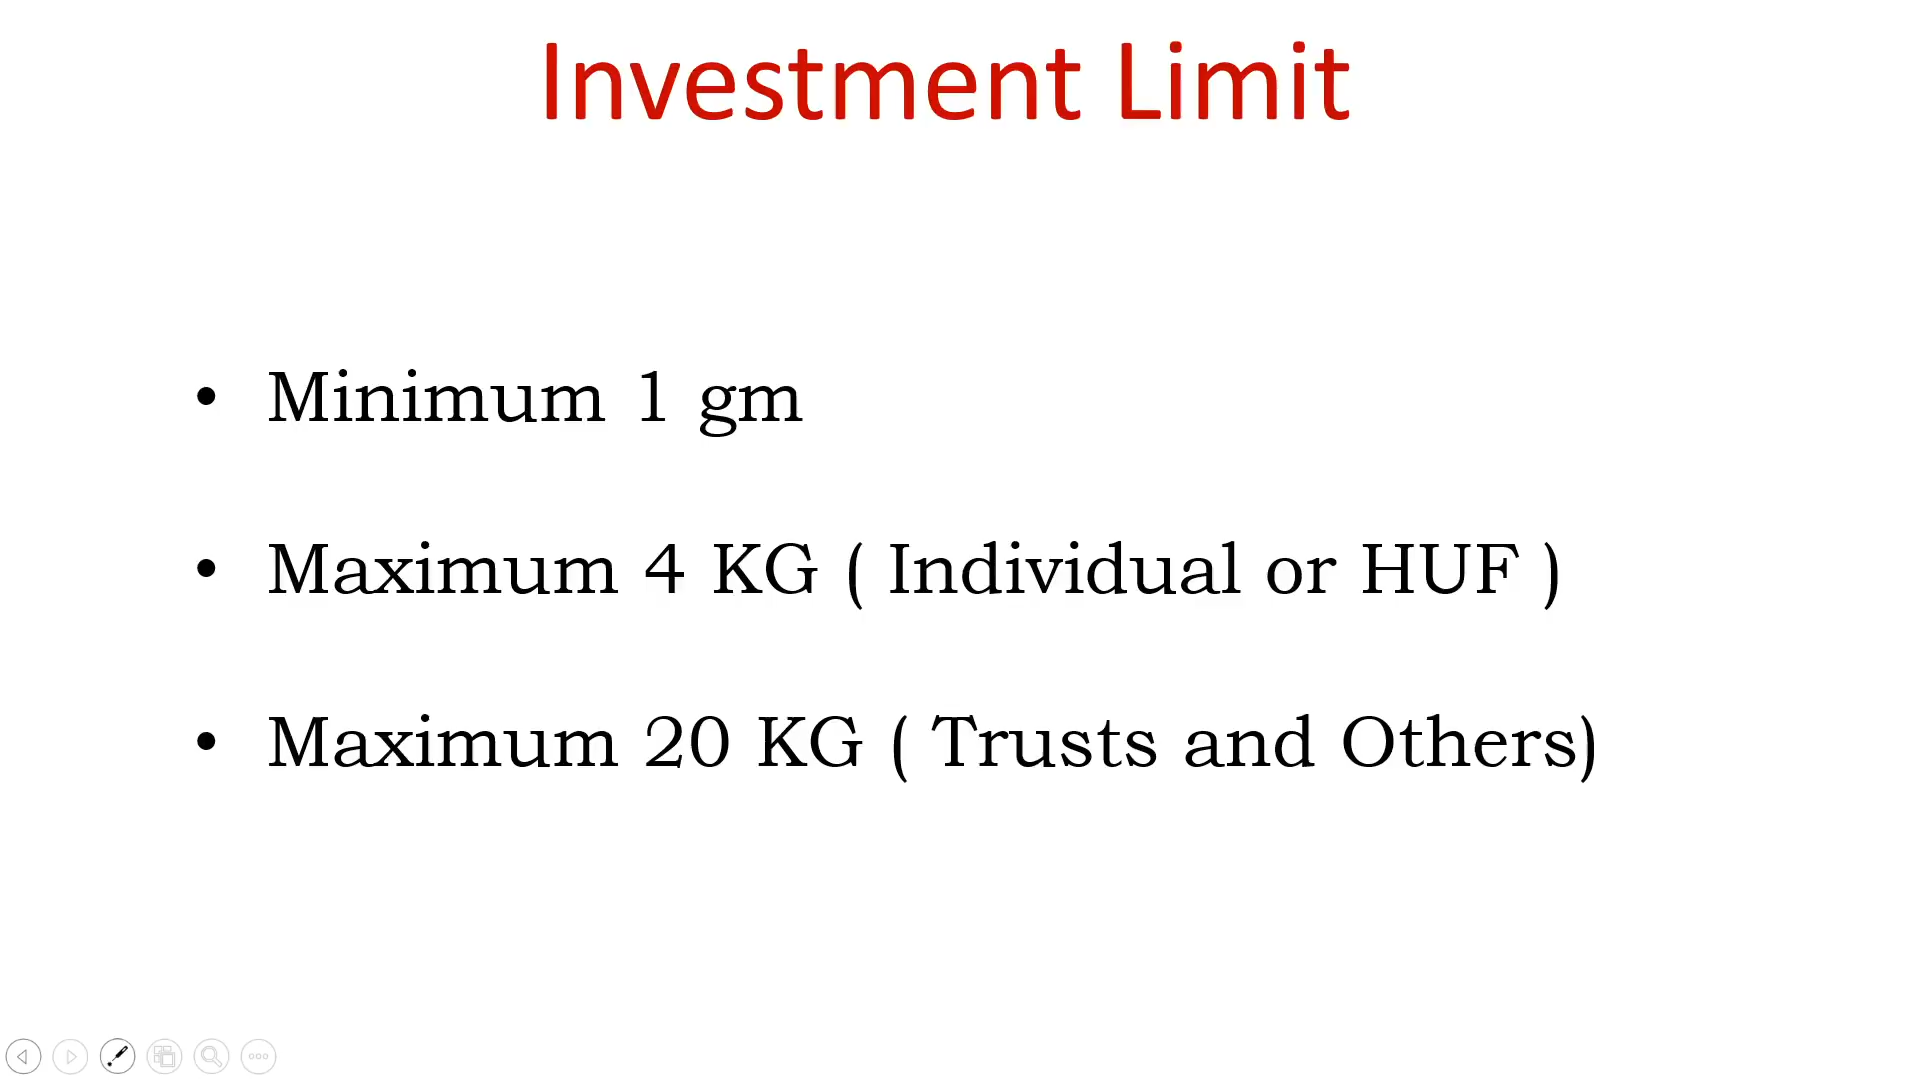 Investment Limit
• Minimum 1 gm
• Maximum 4 KG ( Individual or HUF )
• Maximum 20 KG ( Trusts and Others)